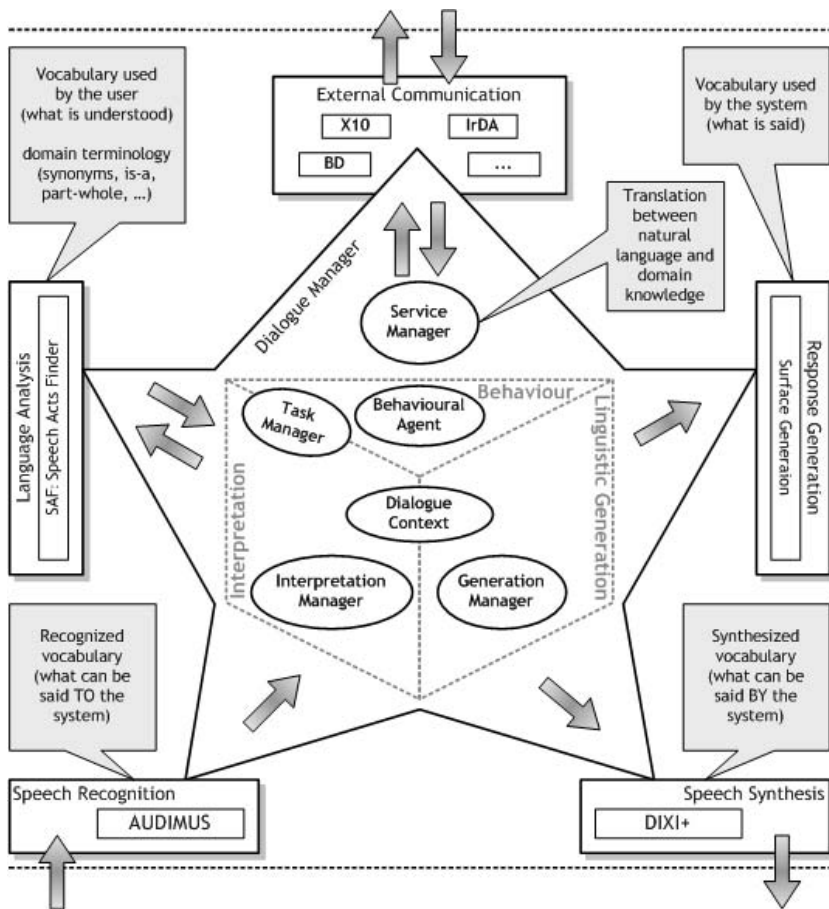 Vocabulary used
by the user
(what is understood)
domain terminology
(synonyms, is-a,
part-whole, ...)
External Communication
X10
IrDA
BD
...
Vocabulary used
by the system
(what is said)
Translation
between
natural
language and
domain
knowledge
Dialogue Manager
Service
Manager
Language Analysis
SAF: Speech Acts Finder
Response Generation
Surface Generaion
Behaviour
Task
Manager
Behavioural
Agent
Interpretation
Linguistic Generation
Dialogue
Context
Interpretation
Manager
Generation
Manager
Recognized
vocabulary
(what can be
said TO the
system)
Synthesized
vocabulary
(what can be
said BY the
system)
Speech Recognition
AUDIMUS
Speech Synthesis
DIXI+